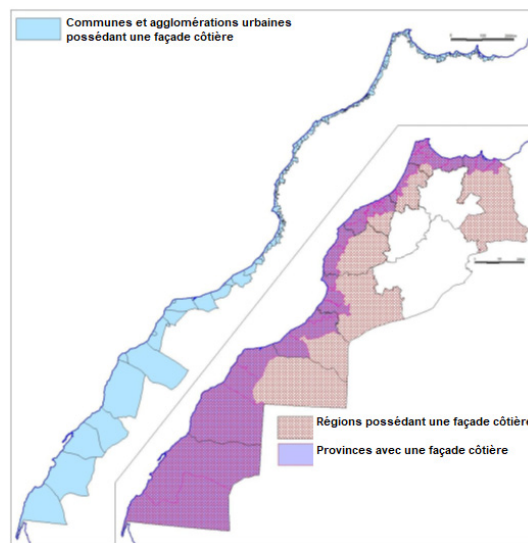 Communes et agglomérations urbaines
possédant une façade côtière
Régions possédant une façade côtière
Provinces avec une façade côtière